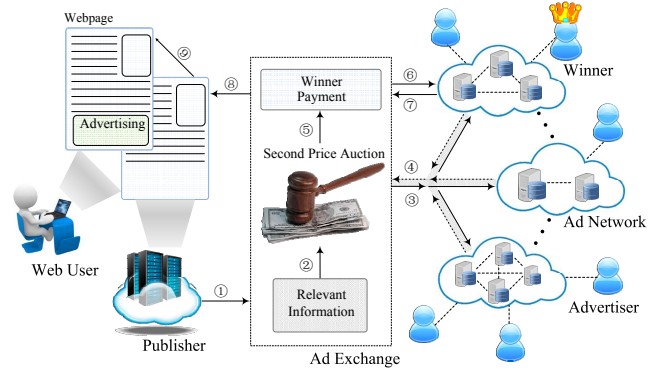 Webpage
Advertising
⑨
⑧
Winner
Payment
⑥
⑦
Winner
⑤
Second Price Auction
④
③
Ad Network
Web User
②
①
Relevant
Information
Publisher
Ad Exchange
Advertiser